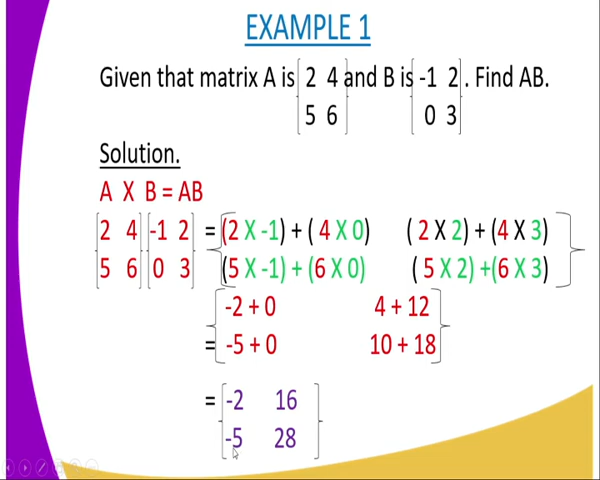 EXAMPLE 1
Given that matrix A is [2 4 and B is [-1 2]. Find AB.
5 6 0 3
Solution.
A X B = AB
2 4 -1 2 = (2 X -1) + ( 4 X 0) ( 2 X 2) + (4 X 3)
5 6 0 3 (5 X -1) + (6 X 0) ( 5 X 2) +(6 X 3)
-2 + 0 4 + 12
= -5 + 0 10 + 18
= -2 16
-5 28